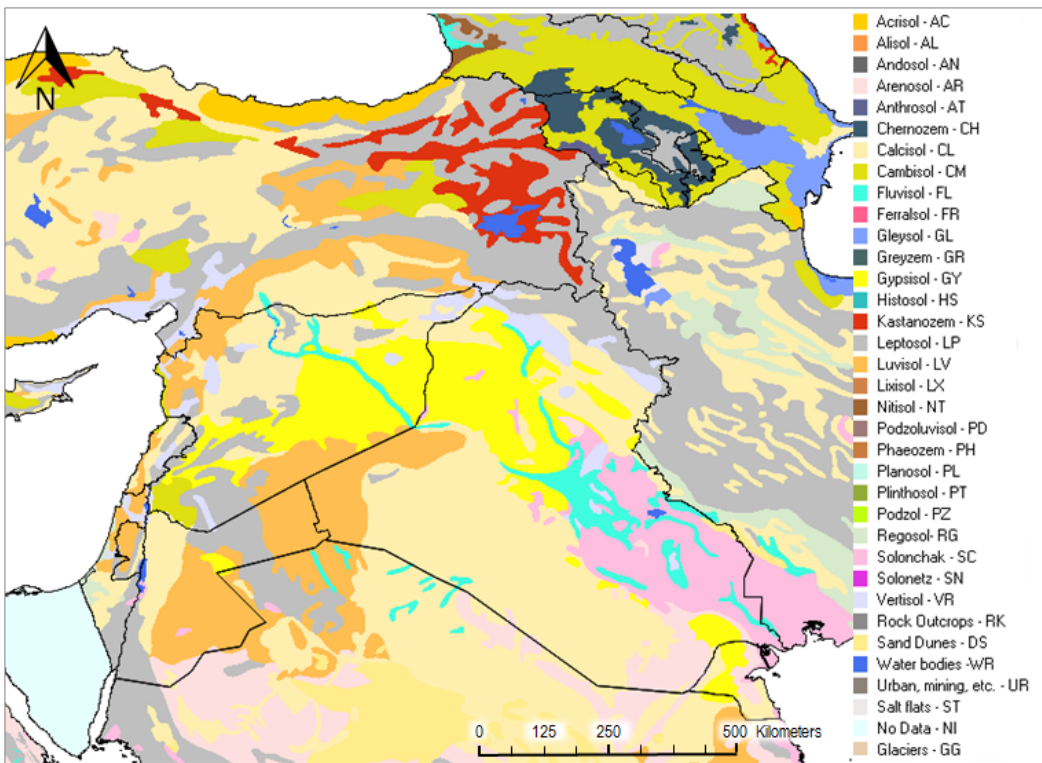 N
Acrisol - AC
Alisol - AL
Andosol - AN
Arenosol - AR
Anthrosol - AT
Chernozem - CH
Calcisol - CL
Cambisol - CM
Fluvisol - FL
Ferralsol - FR
Gleysol - GL
Greyzem - GR
Gypsisol - GY
Histosol - HS
Kastanozem - KS
Leptosol - LP
Luvisol - LV
Lixisol - LX
Nitisol - NT
Podzoluvisol - PD
Phaeozem - PH
Planosol - PL
Plinthosol - PT
Podzol - PZ
Regosol- RG
Solonchak - SC
Solonetz - SN
Vertisol - VR
Rock Outcrops - RK
Sand Dunes - DS
Water bodies -WR
Urban, mining, etc. - UR
Salt flats - ST
No Data - NI
Glaciers - GG
0 125 250 500 Kilometers